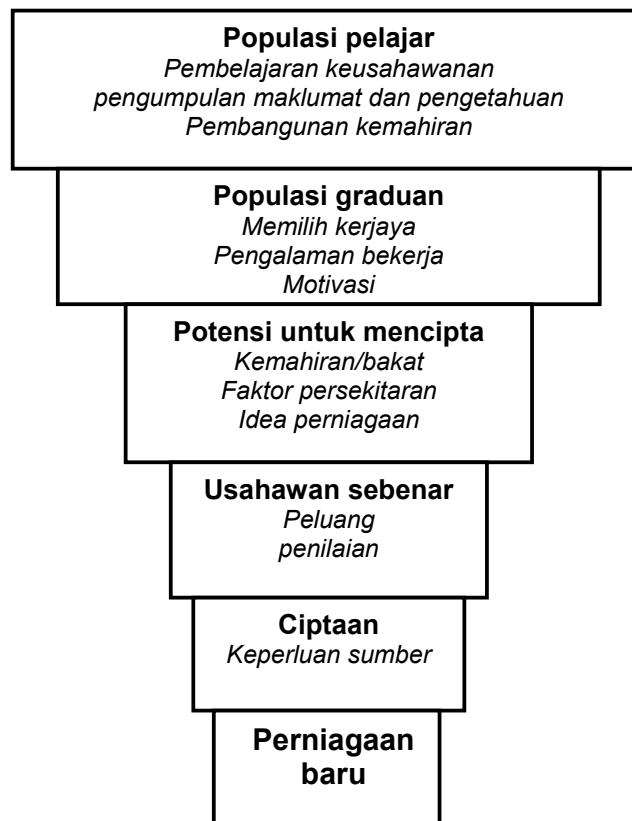 Populasi pelajar
Pembelajaran keusahawanan
pengumpulan maklumat dan pengetahuan
Pembangunan kemahiran
Populasi graduan
Memilih kerjaya
Pengalaman bekerja
Motivasi
Potensi untuk mencipta
Kemahiran/bakat
Faktor persekitaran
Idea perniagaan
Usahawan sebenar
Peluang
penilaian
Ciptaan
Keperluan sumber
Perniagaan
baru